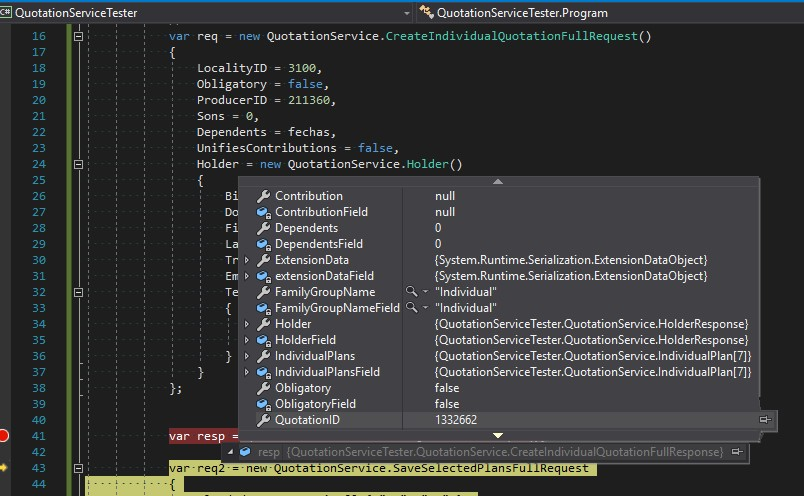 C# QuotationServiceTester QuotationServiceTester.Program
16 var req = new QuotationService.CreateIndividualQuotationFullRequest()
17 {
18 LocalityID = 3100,
19 Obligatory = false,
20 ProducerID = 211360,
21 Sons = 0,
22 Dependents = fechas,
23 UnifiesContributions = false,
24 Holder = new QuotationService.Holder()
25 {
26 Bi Contribution null
27 Do ContributionField null
28 Fi Dependents 0
29 La DependentsField 0
30 Tr ExtensionData {System.Runtime.Serialization.ExtensionDataObject}
31 Em extensionDataField {System.Runtime.Serialization.ExtensionDataObject}
32 Te FamilyGroupName "Individual"
33 { FamilyGroupNameField "Individual"
34 Holder {QuotationServiceTester.QuotationService.HolderResponse}
35 HolderField {QuotationServiceTester.QuotationService.HolderResponse}
36 } IndividualPlans {QuotationServiceTester.QuotationService.IndividualPlan[7]}
37 } IndividualPlansField {QuotationServiceTester.QuotationService.IndividualPlan[7]}
38 }; Obligatory false
39 ObligatoryField false
40 QuotationID 1332662
41 var resp =
42 resp {QuotationServiceTester.QuotationService.CreateIndividualQuotationFullResponse}
43 var req2 = new QuotationService.SaveSelectedPlansFullRequest
44 {